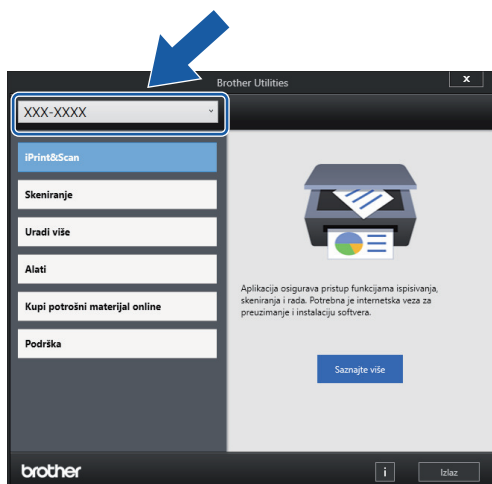 Brother Utilities
X
XXX-XXXX
iPrint&Scan
Skeniranje
Uradi više
Alati
Kupi potrošni materijal online
Podrška
Aplikacija osigurava pristup funkcijama ispisivanja,
skeniranja i rada. Potrebna je internetska veza za
preuzimanje i instalaciju softvera.
Saznajte više
brother
i
Izlaz